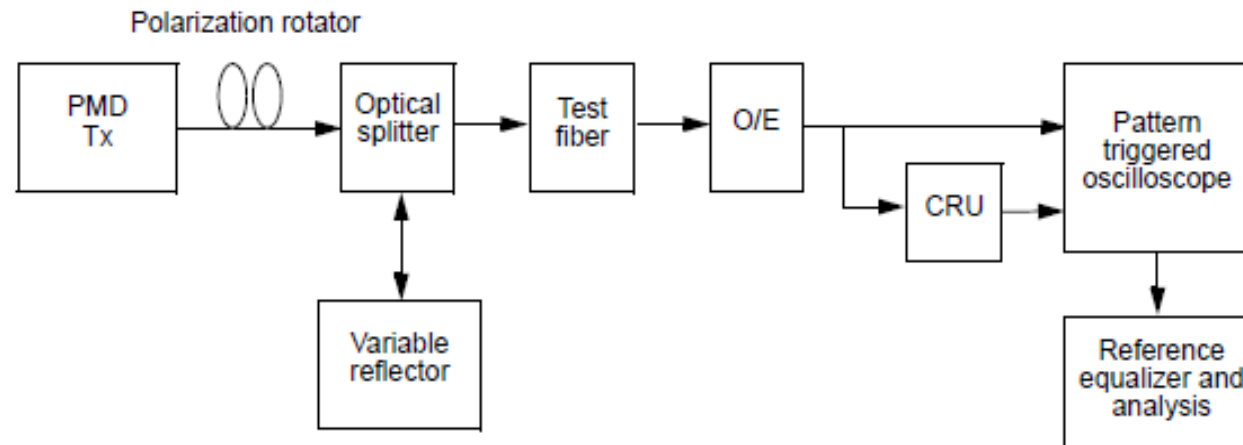 Polarization rotator
PMD
Tx
Optical
splitter
Test
fiber
O/E
Pattern
triggered
oscilloscope
CRU
Variable
reflector
Reference
equalizer and
analysis